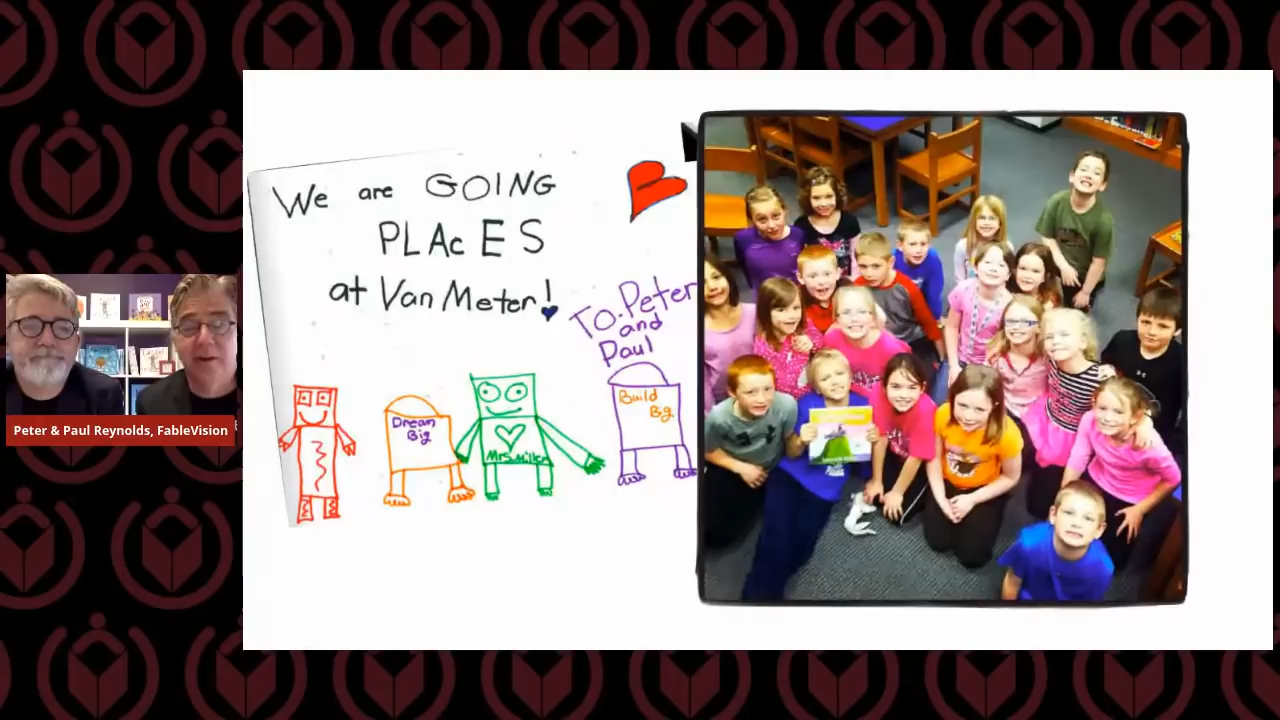 We are GOING
PLAcES
at Van Meter!
TO-Peter
and
Paul
Dream
Big
Build
Big
Mrs. Miller
Peter & Paul Reynolds, FableVision